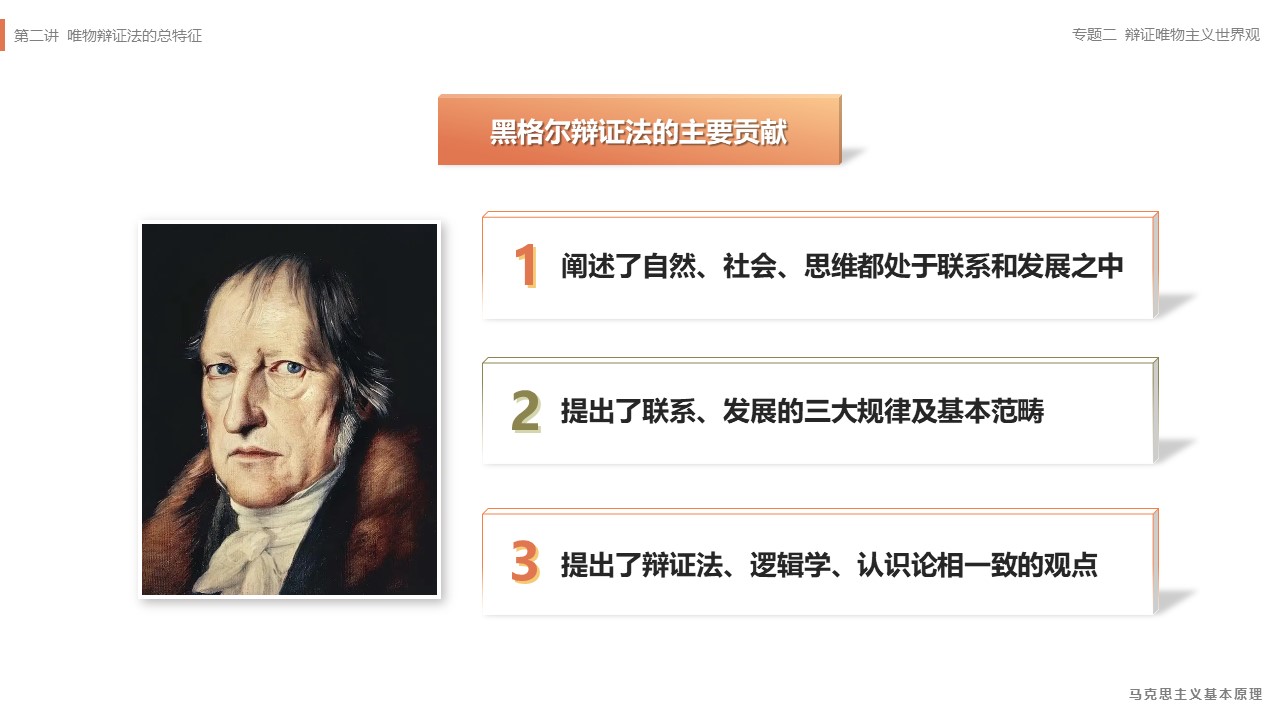 第二讲 唯物辩证法的总特征
专题二 辩证唯物主义世界观
黑格尔辩证法的主要贡献
1 阐述了自然、社会、思维都处于联系和发展之中
2 提出了联系、发展的三大规律及基本范畴
3 提出了辩证法、逻辑学、认识论相一致的观点
马克思主义基本原理